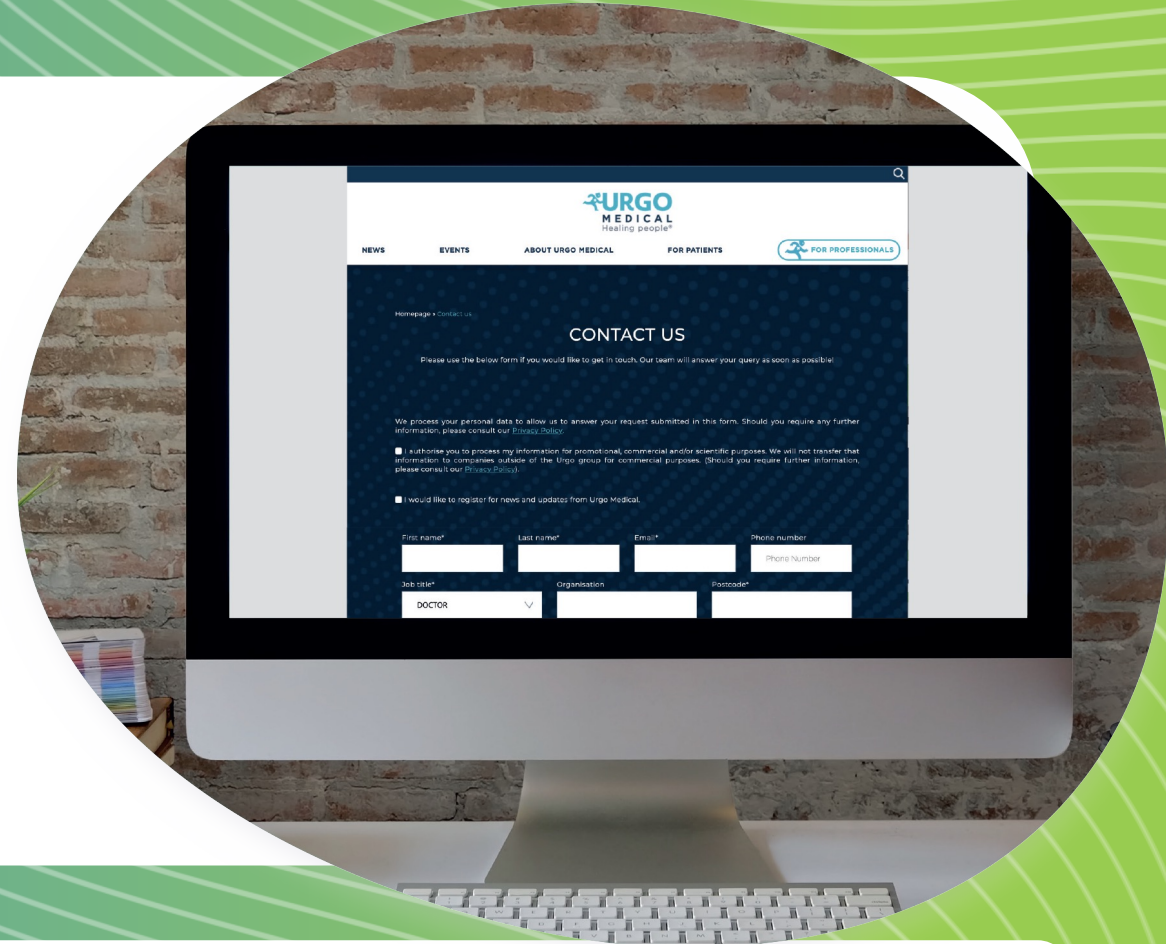 URGO
MEDICAL
Healing people®
NEWS EVENTS ABOUT URGO MEDICAL FOR PATIENTS FOR PROFESSIONALS
Homepage » Contact us
CONTACT US
Please use the below form if you would like to get in touch. Our team will answer your query as soon as possible!
We process your personal data to allow us to answer your request submitted in this form. Should you require any further
information, please consult our Privacy Policy.
I authorise you to process my information for promotional, commercial and/or scientific purposes. We will not transfer that
information to companies outside of the Urgo group for commercial purposes. (Should you require further information,
please consult our Privacy Policy).
I would like to register for news and updates from Urgo Medical.
First name* Last name* Email* Phone number
Phone Number
Job title* Organisation Postcode*
DOCTOR